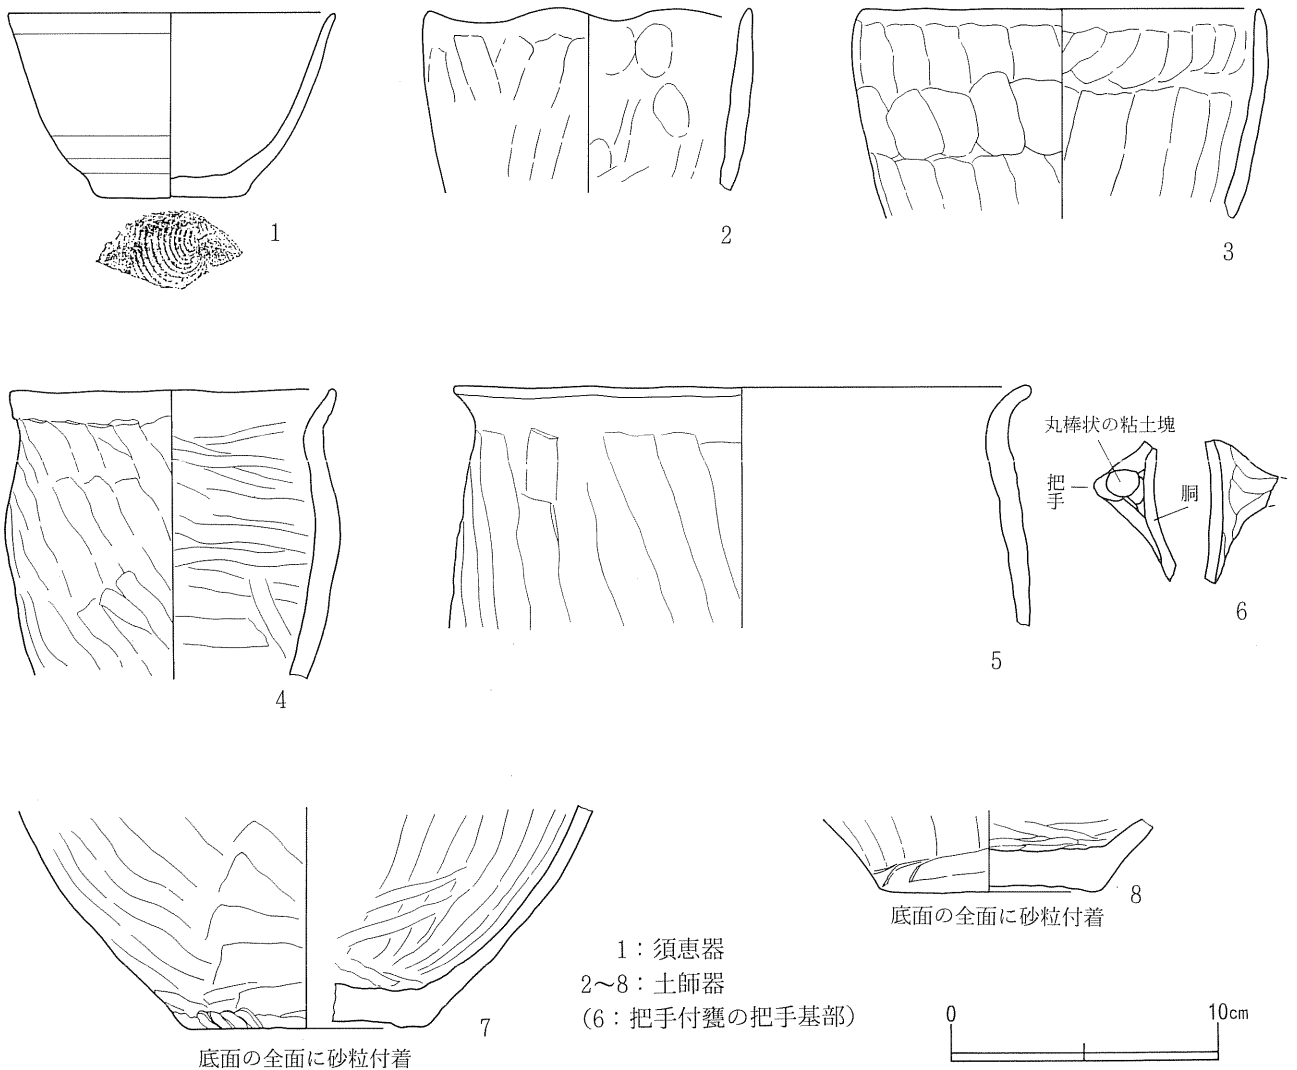 1
2
3
4
5
丸棒状の粘土塊
把手
胴
6
7
底面の全面に砂粒付着
8
底面の全面に砂粒付着
1：須恵器
2～8：土師器
（6：把手付甕の把手基部）
0 10cm